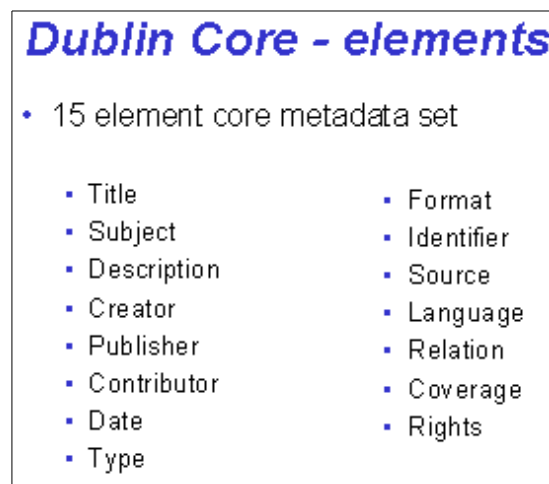 Dublin Core - elements
• 15 element core metadata set
▪ Title
▪ Subject
▪ Description
▪ Creator
▪ Publisher
▪ Contributor
▪ Date
▪ Type
▪ Format
▪ Identifier
▪ Source
▪ Language
▪ Relation
▪ Coverage
▪ Rights